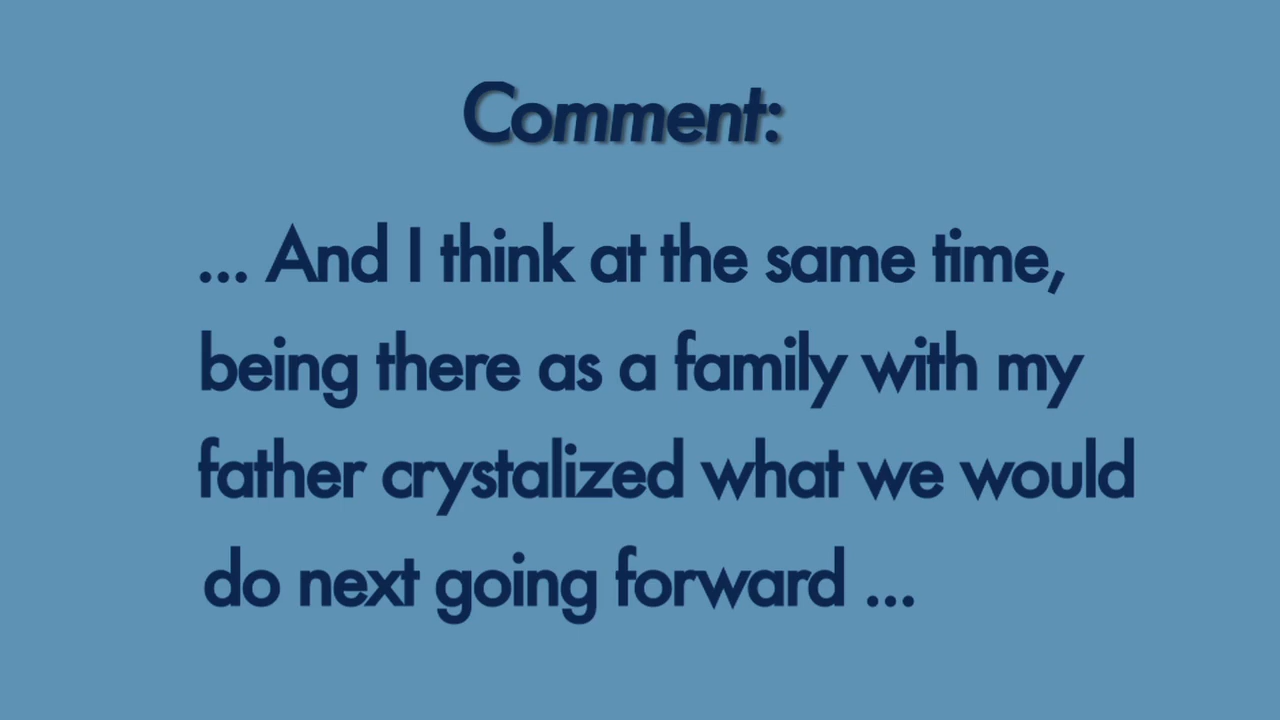 Comment:
... And I think at the same time,
being there as a family with my
father crystalized what we would
do next going forward ...